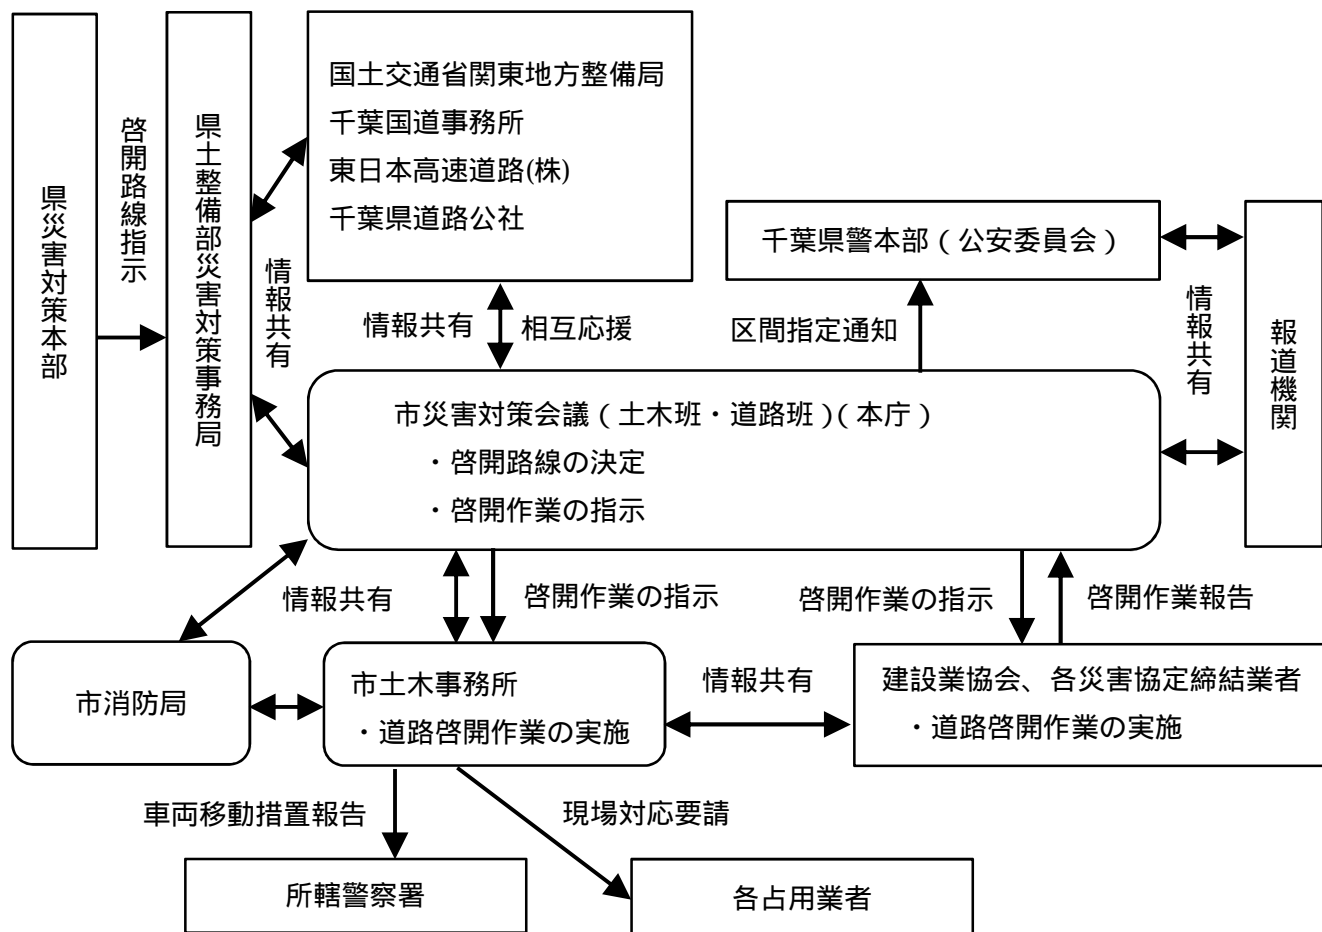 県災害対策本部
啓開路線指示
県土整備部災害対策事務局
情報共有
国土交通省関東地方整備局
千葉国道事務所
東日本高速道路(株)
千葉県道路公社
千葉県警本部（公安委員会）
情報共有
報道機関
情報共有
相互応援
区間指定通知
市災害対策会議（土木班・道路班）（本庁）
・啓開路線の決定
・啓開作業の指示
情報共有
啓開作業の指示
啓開作業の指示
啓開作業報告
市消防局
市土木事務所
・道路啓開作業の実施
情報共有
建設業協会、各災害協定締結業者
・道路啓開作業の実施
車両移動措置報告
現場対応要請
所轄警察署
各占用業者